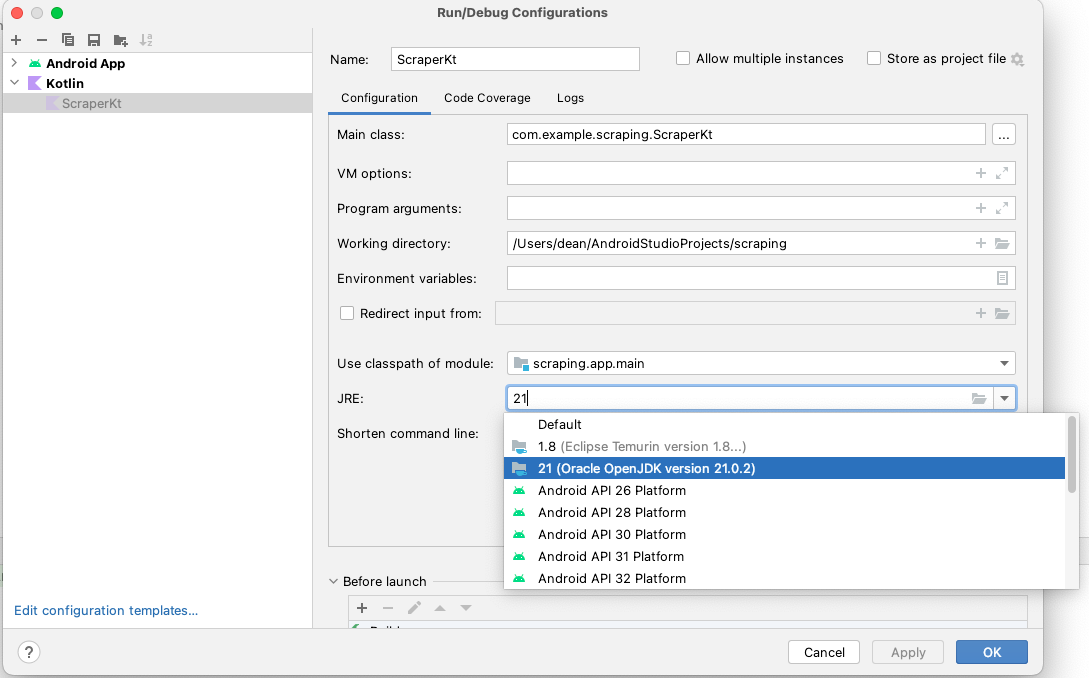 Run/Debug Configurations
Android App
Kotlin
ScraperKt
Edit configuration templates...
Name: ScraperKt Allow multiple instances Store as project file
Configuration Code Coverage Logs
Main class: com.example.scraping.ScraperKt ...
VM options:
Program arguments:
Working directory: /Users/dean/AndroidStudioProjects/scraping
Environment variables:
Redirect input from:
Use classpath of module: scraping.app.main
JRE: 21
Shorten command line:
Default
1.8 (Eclipse Temurin version 1.8...)
21 (Oracle OpenJDK version 21.0.2)
Android API 26 Platform
Android API 28 Platform
Android API 30 Platform
Android API 31 Platform
Android API 32 Platform
Before launch
? Cancel Apply OK